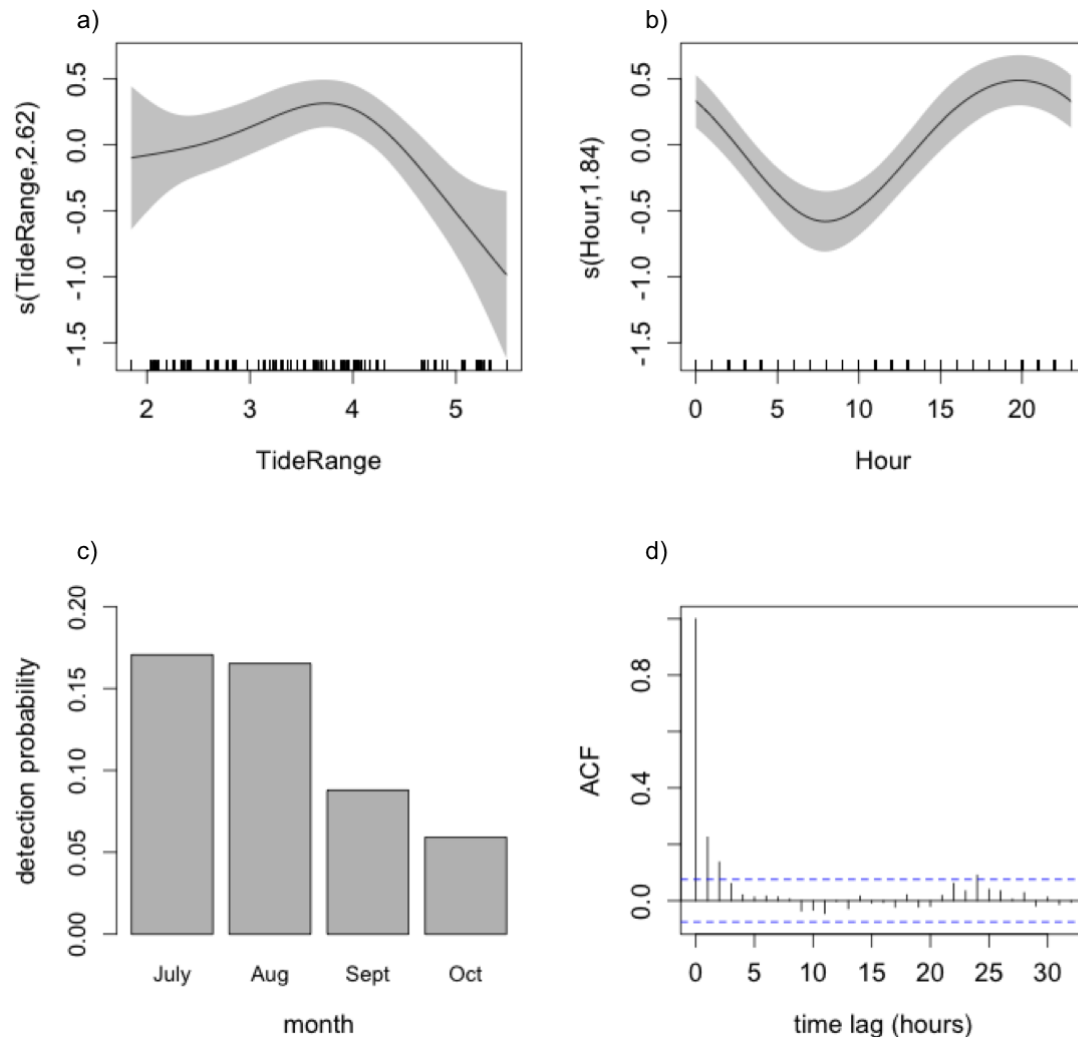 a)
s(TideRange,2.62)
0.5
0.0
-0.5
-1.0
-1.5
2 3 4 5
TideRange
b)
s(Hour,1.84)
0.5
0.0
-0.5
-1.0
-1.5
0 5 10 15 20
Hour
c)
detection probability
0.20
0.15
0.10
0.05
0.00
July Aug Sept Oct
month
d)
ACF
0.8
0.4
0.0
0 5 10 15 20 25 30
time lag (hours)